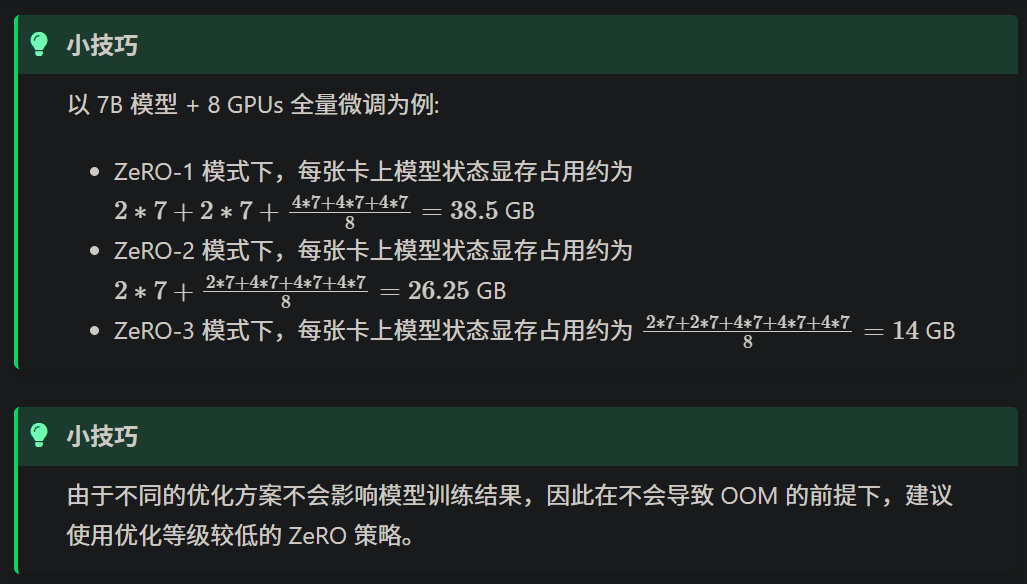 小技巧
以 7B 模型 + 8 GPUs 全量微调为例:
• ZeRO-1 模式下，每张卡上模型状态显存占用约为
2 * 7 + 2 * 7 + \frac{4*7+4*7+4*7}{8} = 38.5 GB
• ZeRO-2 模式下，每张卡上模型状态显存占用约为
2 * 7 + \frac{2*7+4*7+4*7+4*7}{8} = 26.25 GB
• ZeRO-3 模式下，每张卡上模型状态显存占用约为 \frac{2*7+2*7+4*7+4*7+4*7}{8} = 14 GB
小技巧
由于不同的优化方案不会影响模型训练结果，因此在不会导致 OOM 的前提下，建议
使用优化等级较低的 ZeRO 策略。